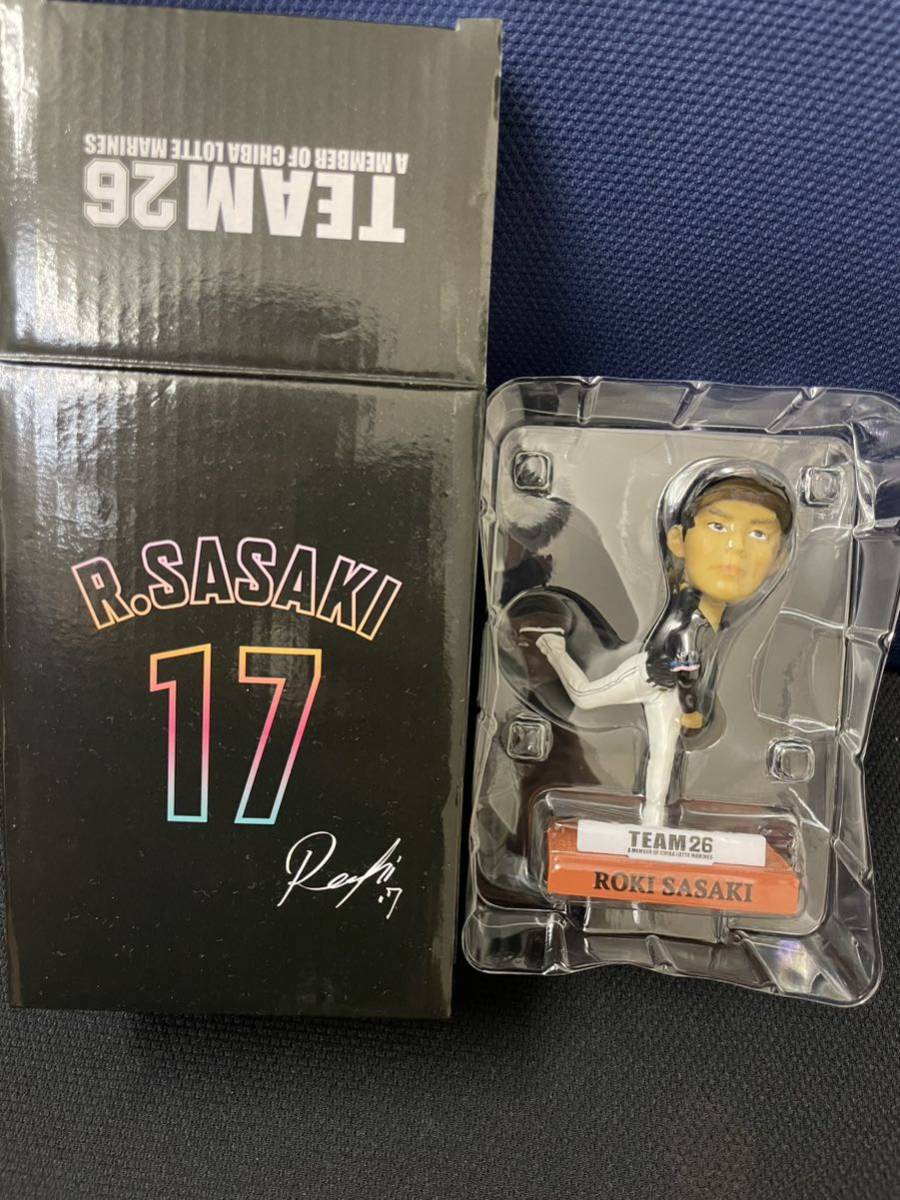 TEAM 26
A MEMBER OF CHIBA LOTTE MARINES
R.SASAKI
17
TEAM 26
A MEMBER OF CHIBA LOTTE MARINES
ROKI SASAKI